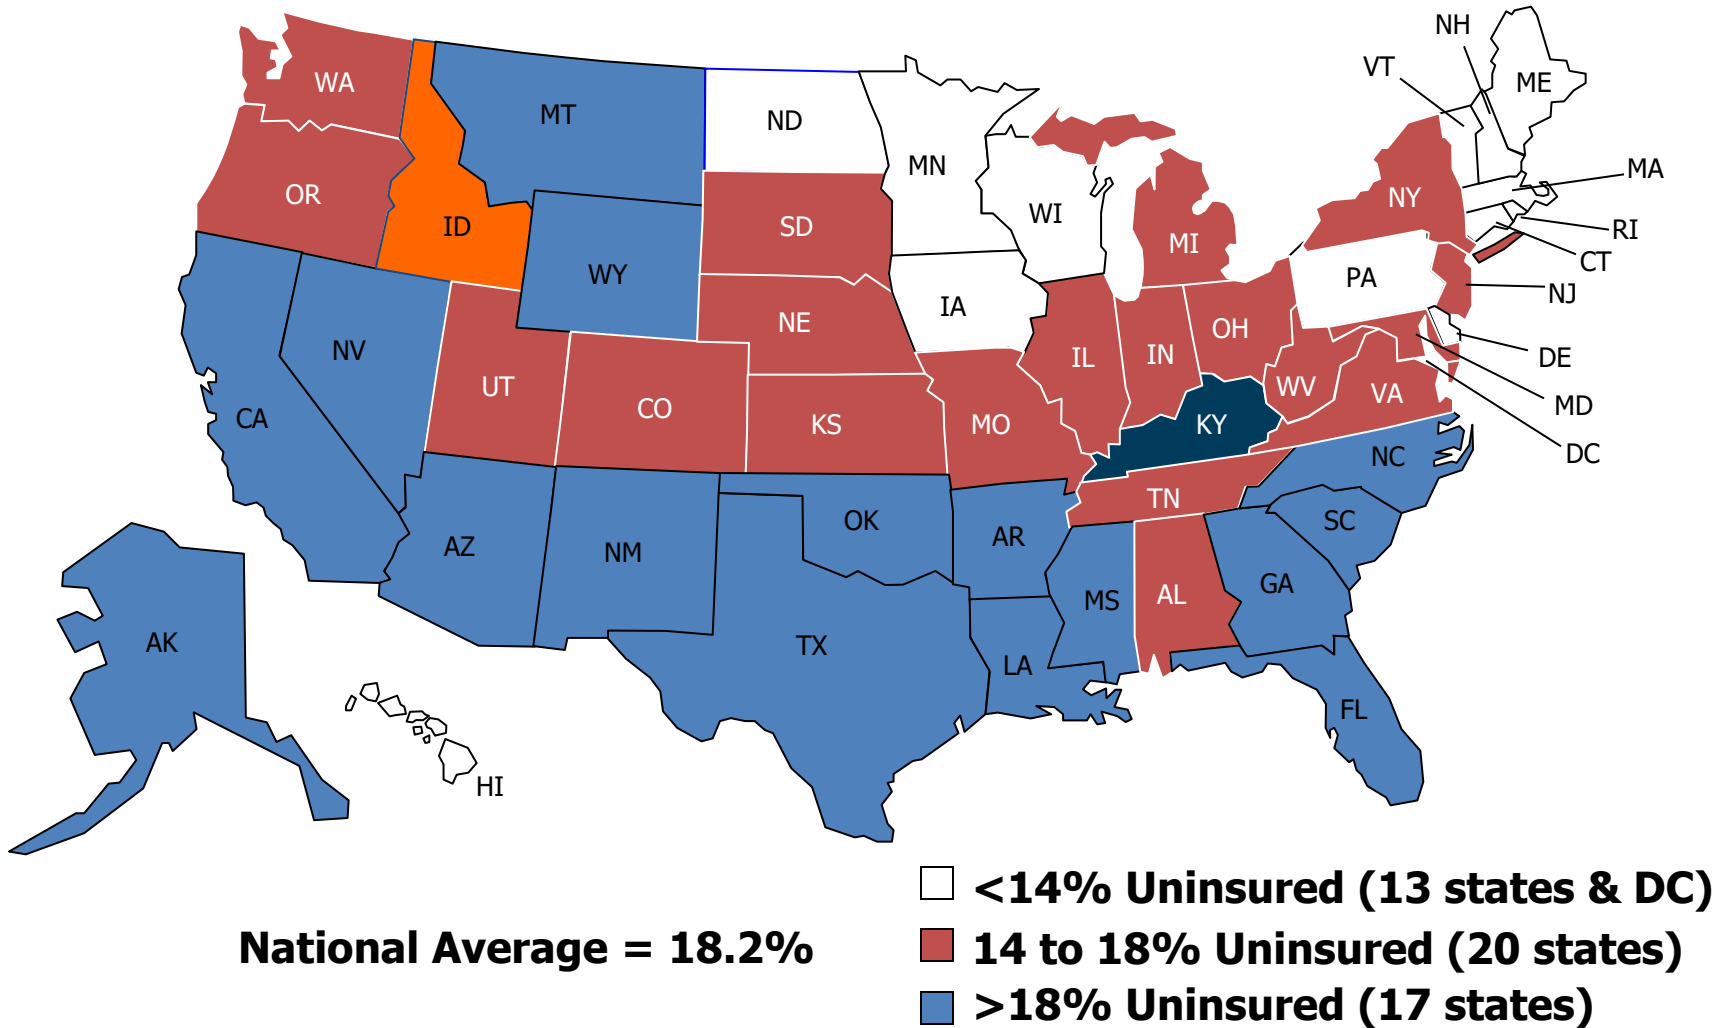 NH
VT
ME
WA
MT
ND
MN
MA
OR
ID
SD
WI
NY
RI
MI
CT
WY
PA
NJ
IA
NE
OH
NV
IL
IN
DE
UT
CO
KS
MO
WV
VA
MD
CA
KY
DC
NC
TN
OK
SC
AZ
NM
AR
GA
MS
AL
AK
TX
LA
FL
HI
<14% Uninsured (13 states & DC)
National Average = 18.2%
14 to 18% Uninsured (20 states)
>18% Uninsured (17 states)